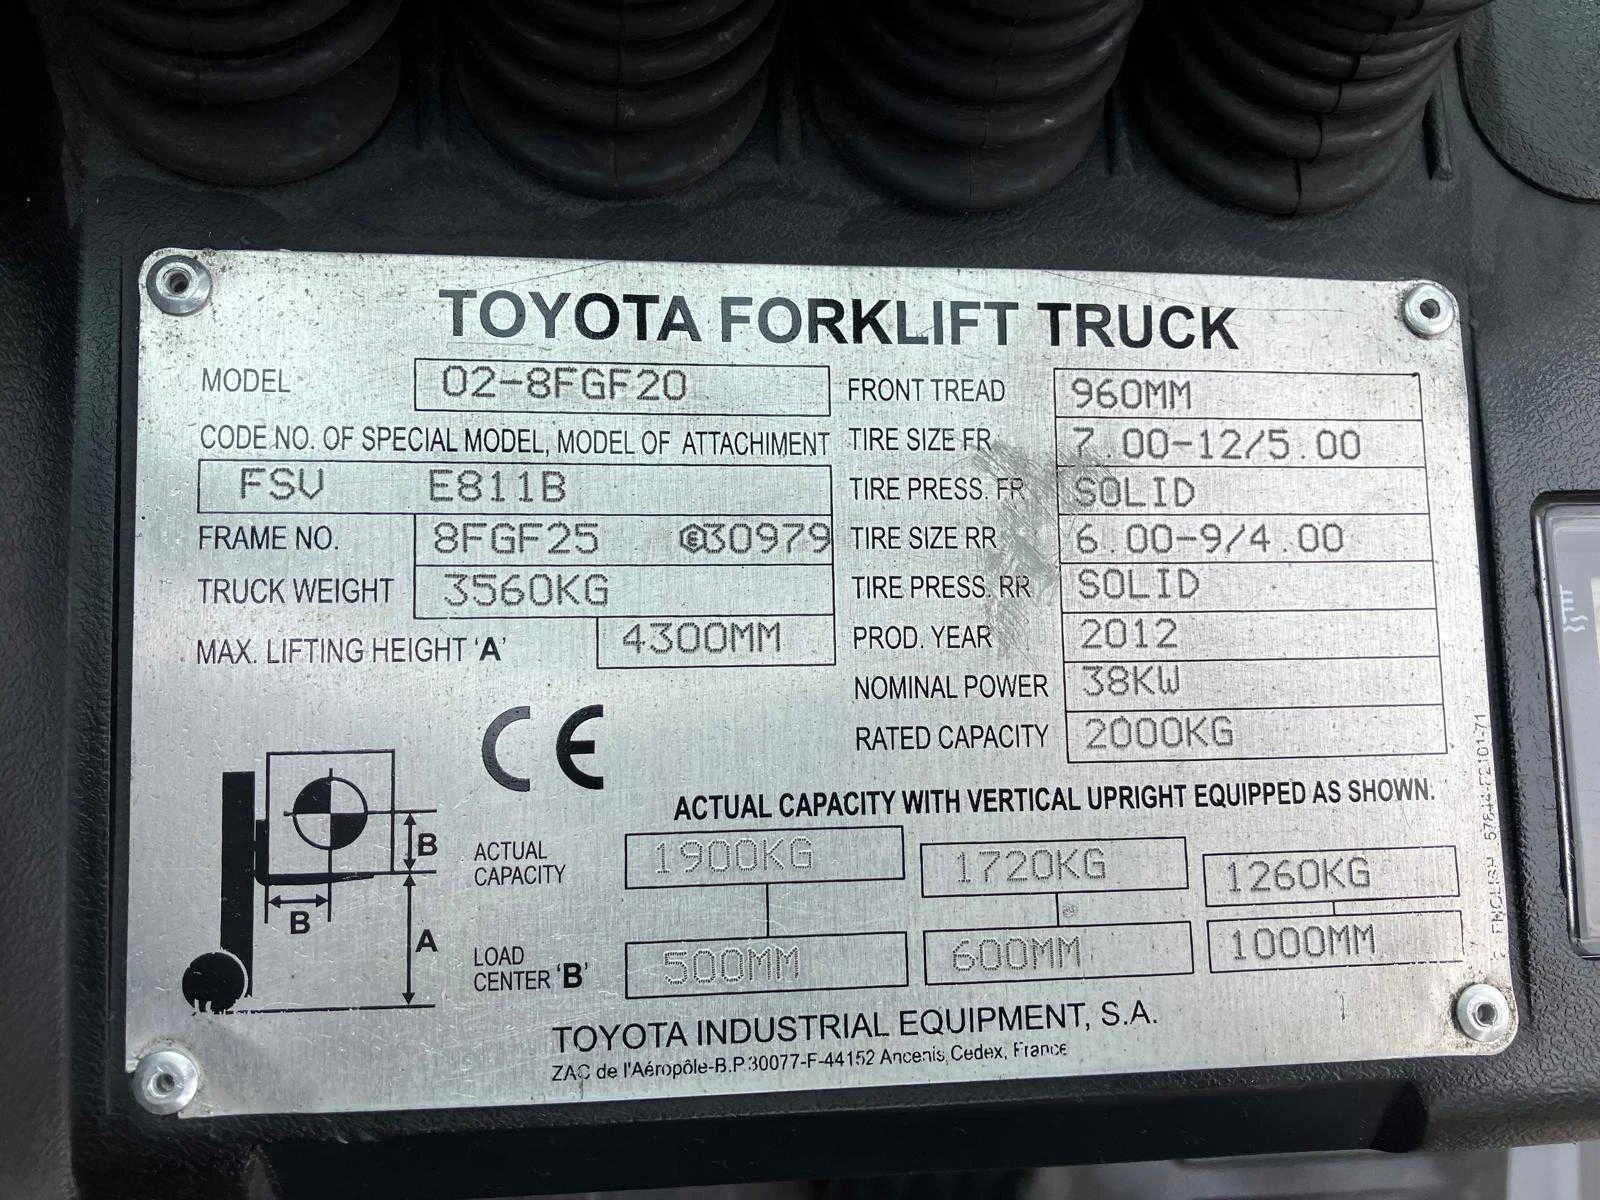 TOYOTA FORKLIFT TRUCK
MODEL 02-8FGF20
CODE NO. OF SPECIAL MODEL, MODEL OF ATTACHIMENT
FSV E811B
FRAME NO. 8FGF25 E30979
TRUCK WEIGHT 3560KG
MAX. LIFTING HEIGHT 'A' 4300MM
FRONT TREAD 960MM
TIRE SIZE FR 7.00-12/5.00
TIRE PRESS. FR SOLID
TIRE SIZE RR 6.00-9/4.00
TIRE PRESS. RR SOLID
PROD. YEAR 2012
NOMINAL POWER 38KW
RATED CAPACITY 2000KG
CE
B
B
A
ACTUAL CAPACITY WITH VERTICAL UPRIGHT EQUIPPED AS SHOWN.
ACTUAL
CAPACITY 1900KG 1720KG 1260KG
LOAD
CENTER 'B' 500MM 600MM 1000MM
TOYOTA INDUSTRIAL EQUIPMENT, S.A.
ZAC de l'Aéropôle-B.P.30077-F-44152 Ancenis, Cedex, France
ENGLISH